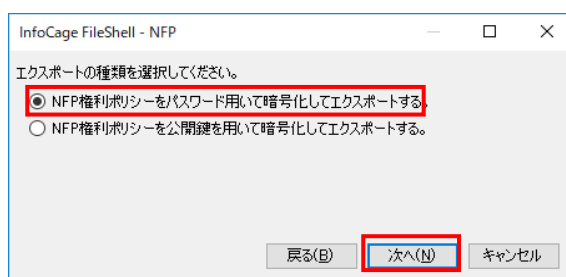 InfoCage FileShell - NFP
エクスポートの種類を選択してください。
NFP権利ポリシーをパスワード用いて暗号化してエクスポートする。
NFP権利ポリシーを公開鍵を用いて暗号化してエクスポートする。
戻る(B) 次へ(N) キャンセル